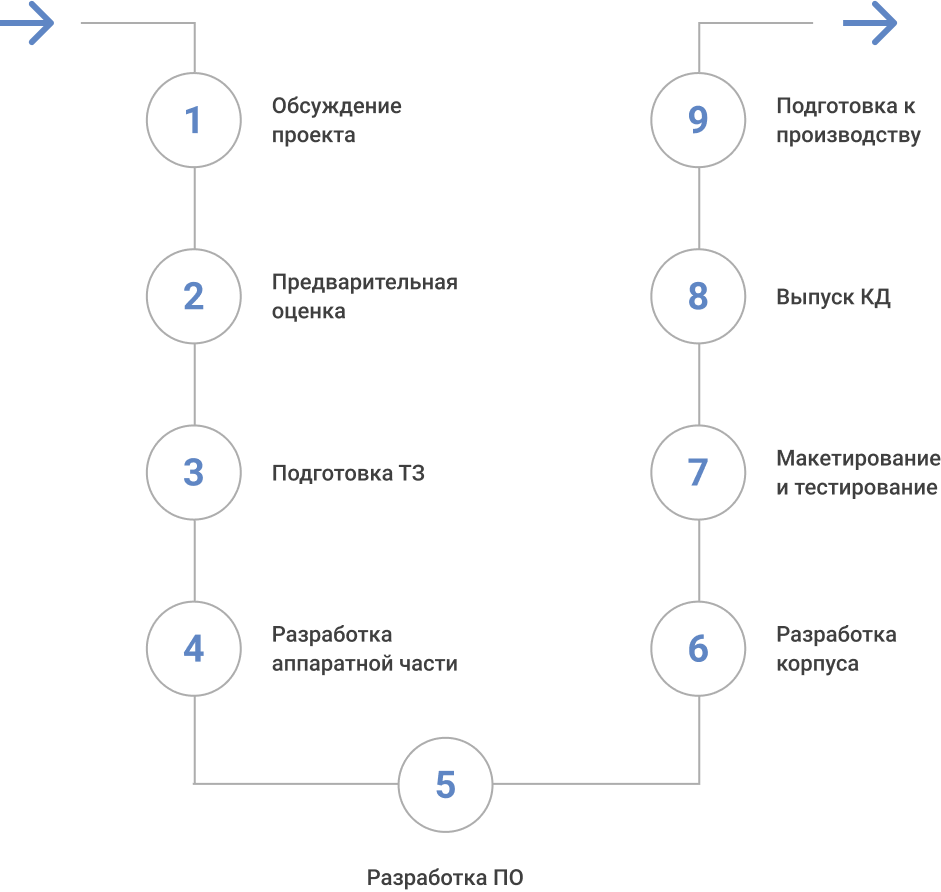 1
Обсуждение
проекта
2
Предварительная
оценка
3
Подготовка ТЗ
4
Разработка
аппаратной части
5
Разработка ПО
6
Разработка
корпуса
7
Макетирование
и тестирование
8
Выпуск КД
9
Подготовка к
производству